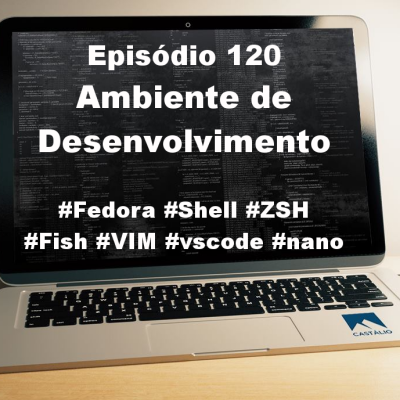 Episódio 120
Ambiente de
Desenvolvimento
#Fedora #Shell #ZSH
#Fish #VIM #vscode #nano
CASTÁLIO